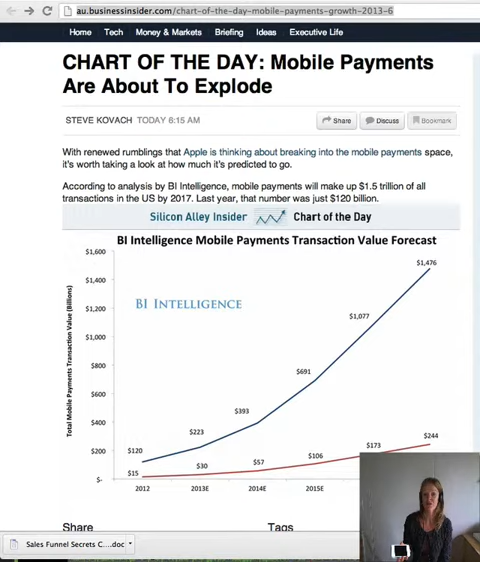 au.businessinsider.com/chart-of-the-day-mobile-payments-growth-2013-6
Home Tech Money & Markets Briefing Ideas Executive Life
CHART OF THE DAY: Mobile Payments
Are About To Explode
STEVE KOVACH TODAY 6:15 AM
Share Discuss Bookmark
With renewed rumblings that Apple is thinking about breaking into the mobile payments space,
it's worth taking a look at how much it's predicted to go.
According to analysis by BI Intelligence, mobile payments will make up $1.5 trillion of all
transactions in the US by 2017. Last year, that number was just $120 billion.
Silicon Alley Insider Chart of the Day
BI Intelligence Mobile Payments Transaction Value Forecast
Total Mobile Payments Transaction Value (Billions)
$1,600
$1,400
$1,200
$1,000
$800
$600
$400
$200
$-
BI INTELLIGENCE
$120
$223
$393
$691
$1,077
$1,476
$15
$30
$57
$106
$173
$244
2012 2013E 2014E 2015E
Share Tags
Sales Funnel Secrets C....doc